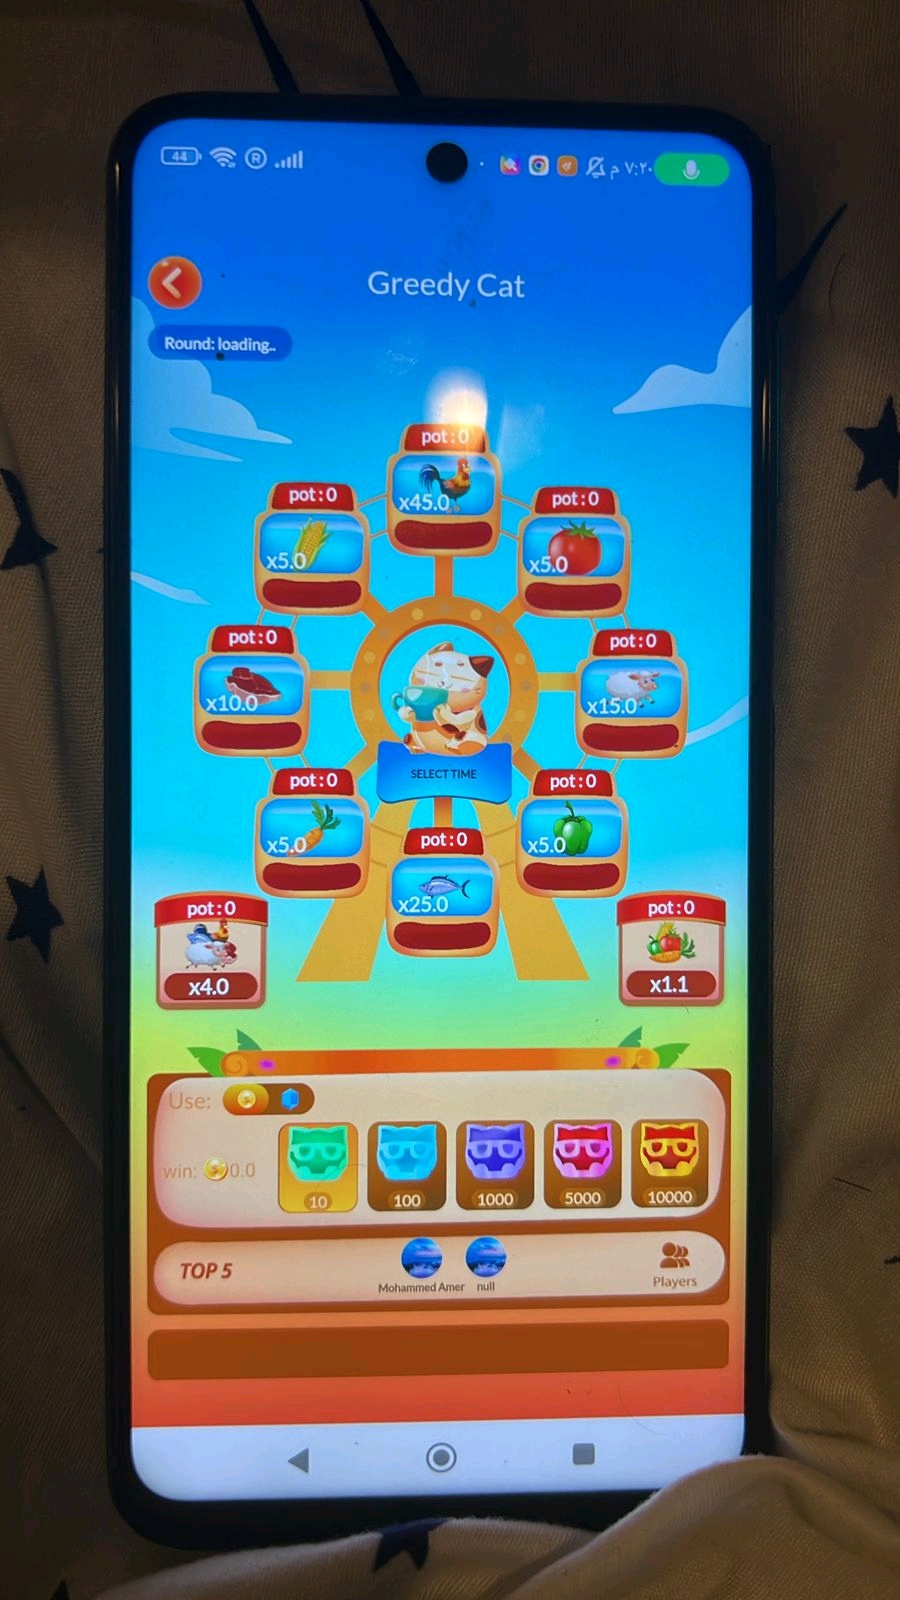 44
R
م ٧:٢٠
Greedy Cat
Round: loading..
pot:0
x45.0
pot:0
x5.0
pot:0
x5.0
pot:0
x10.0
pot:0
x15.0
SELECT TIME
pot:0
x5.0
pot:0
x5.0
pot:0
x25.0
pot:0
x4.0
pot:0
x1.1
Use:
win: $ 0.0
10
100
1000
5000
10000
TOP 5
Mohammed Amer
null
Players